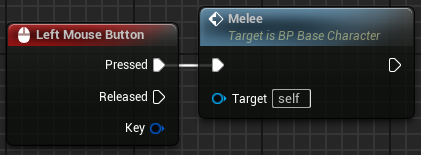 Left Mouse Button
Pressed
Released
Key
Melee
Target is BP Base Character
Target self